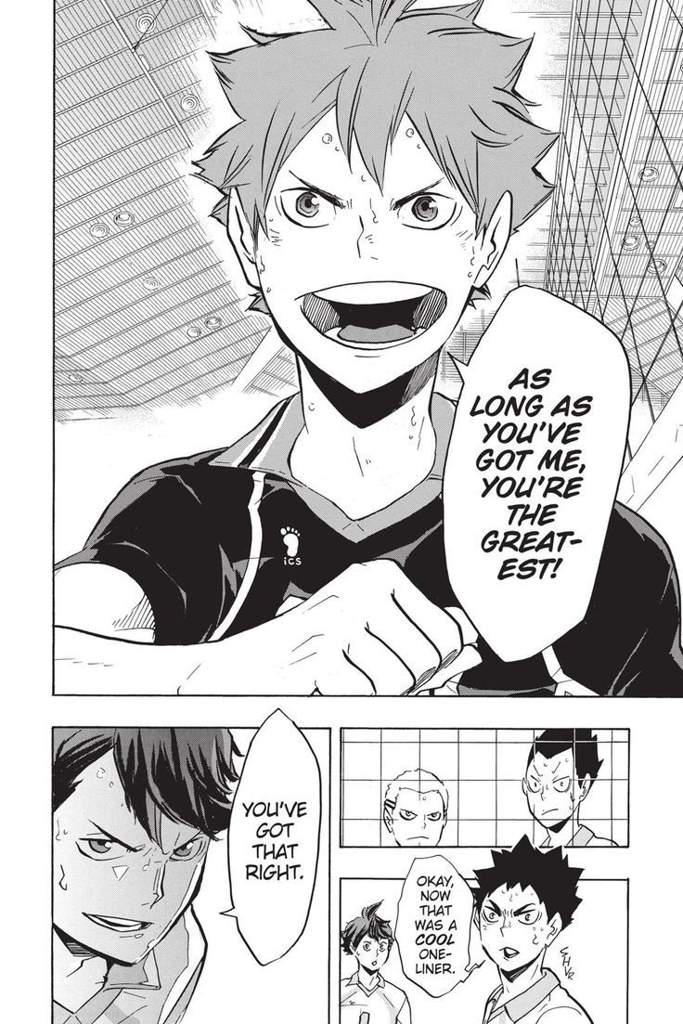 AS
LONG AS
YOU'VE
GOT ME,
YOU'RE
THE
GREAT-
EST!
ics
YOU'VE
GOT
THAT
RIGHT.
OKAY,
NOW
THAT
WAS A
COOL
ONE-
LINER.
SHVR